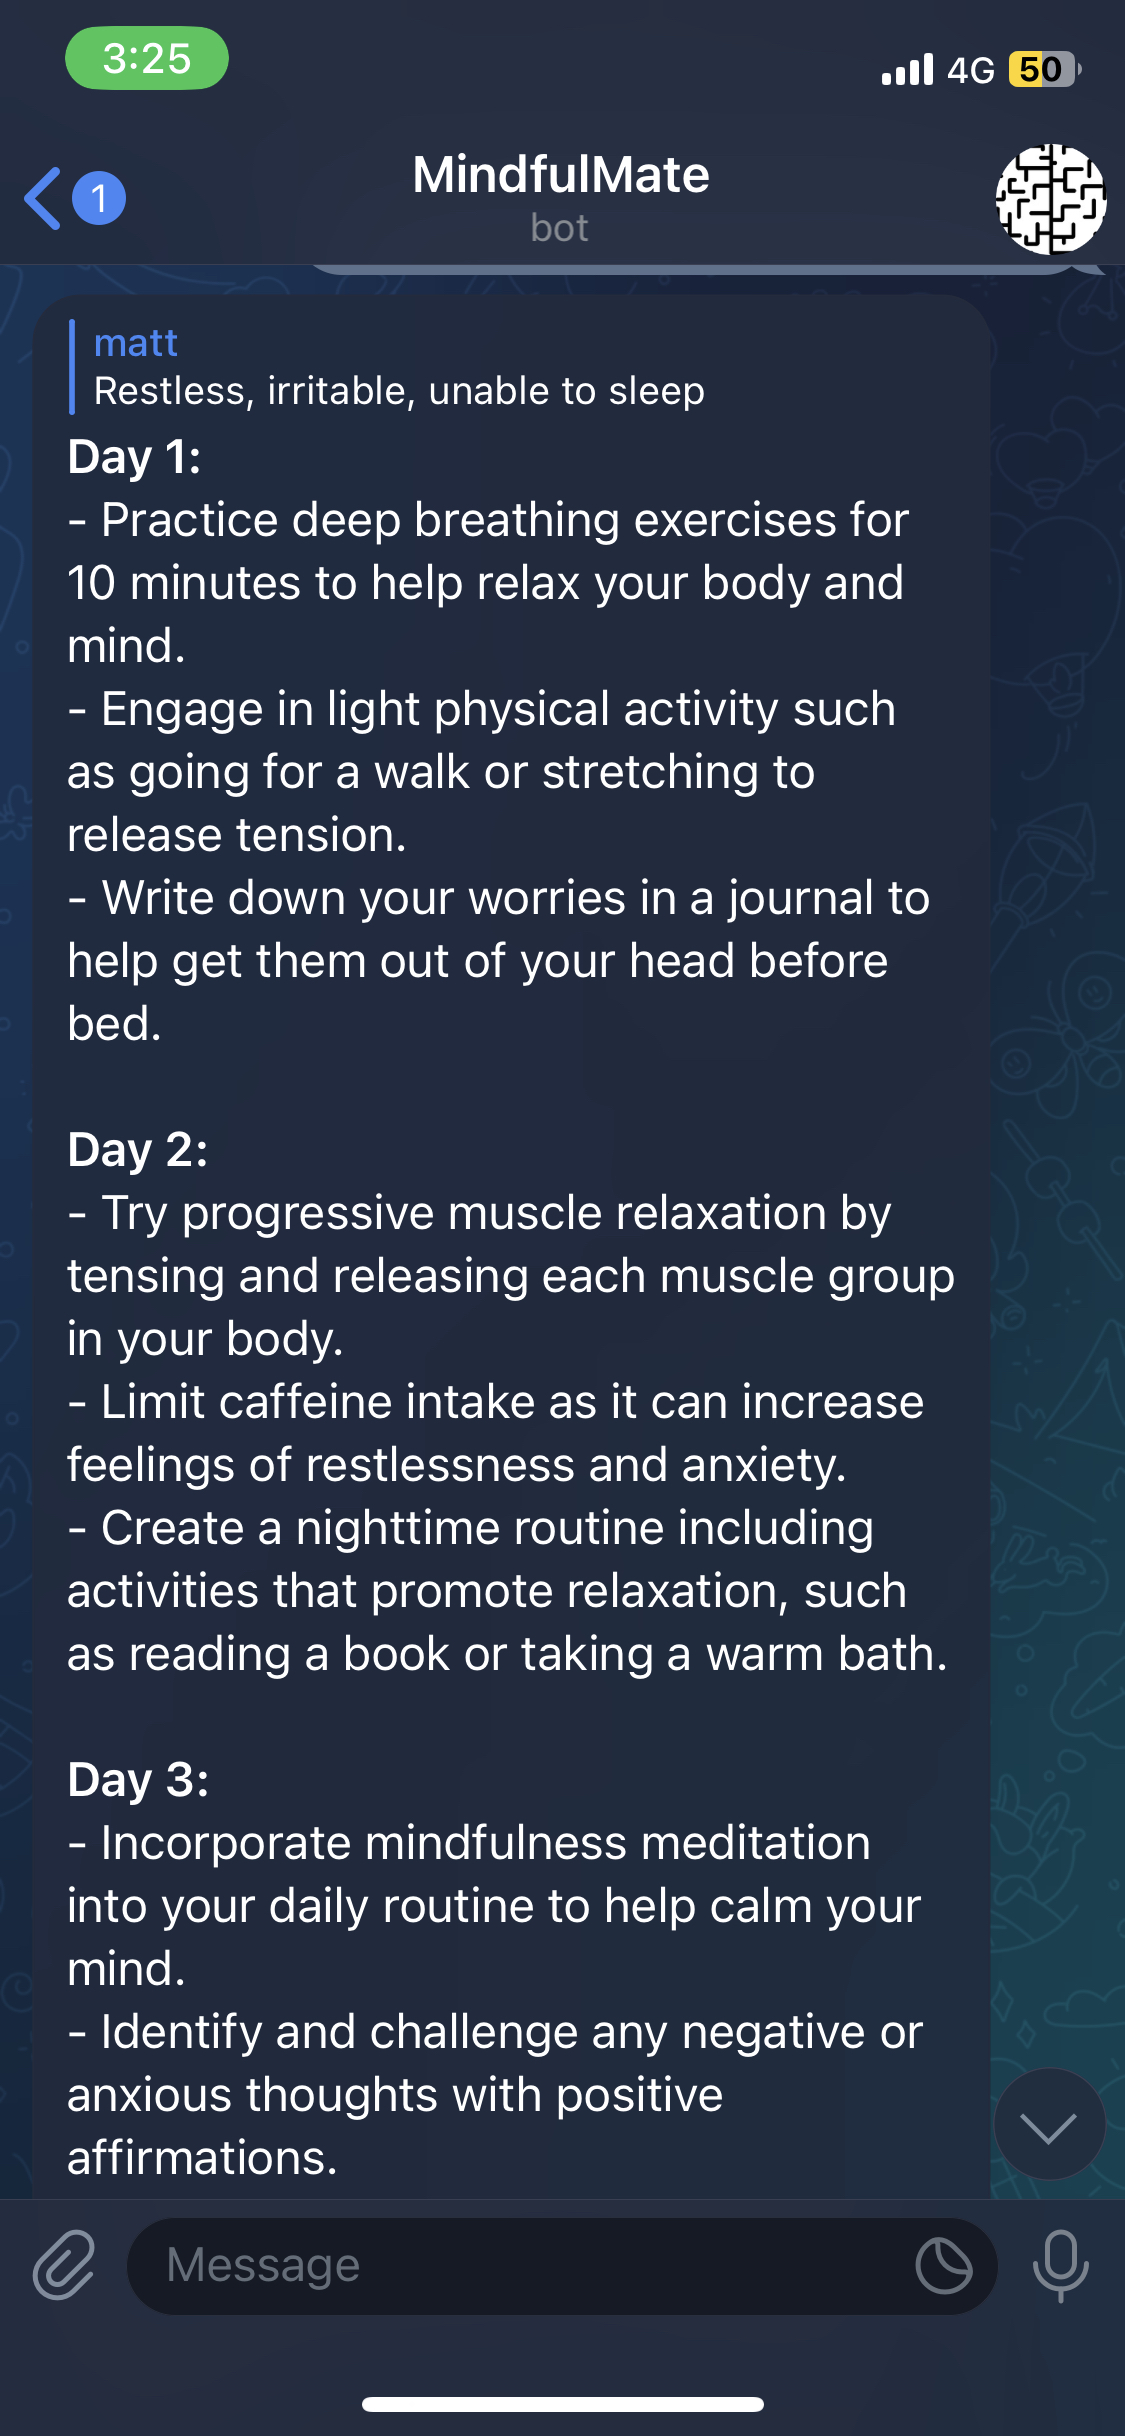 3:25
4G 50
1
MindfulMate
bot
matt
Restless, irritable, unable to sleep
Day 1:
- Practice deep breathing exercises for
10 minutes to help relax your body and
mind.
- Engage in light physical activity such
as going for a walk or stretching to
release tension.
- Write down your worries in a journal to
help get them out of your head before
bed.
Day 2:
- Try progressive muscle relaxation by
tensing and releasing each muscle group
in your body.
- Limit caffeine intake as it can increase
feelings of restlessness and anxiety.
- Create a nighttime routine including
activities that promote relaxation, such
as reading a book or taking a warm bath.
Day 3:
- Incorporate mindfulness meditation
into your daily routine to help calm your
mind.
- Identify and challenge any negative or
anxious thoughts with positive
affirmations.
Message